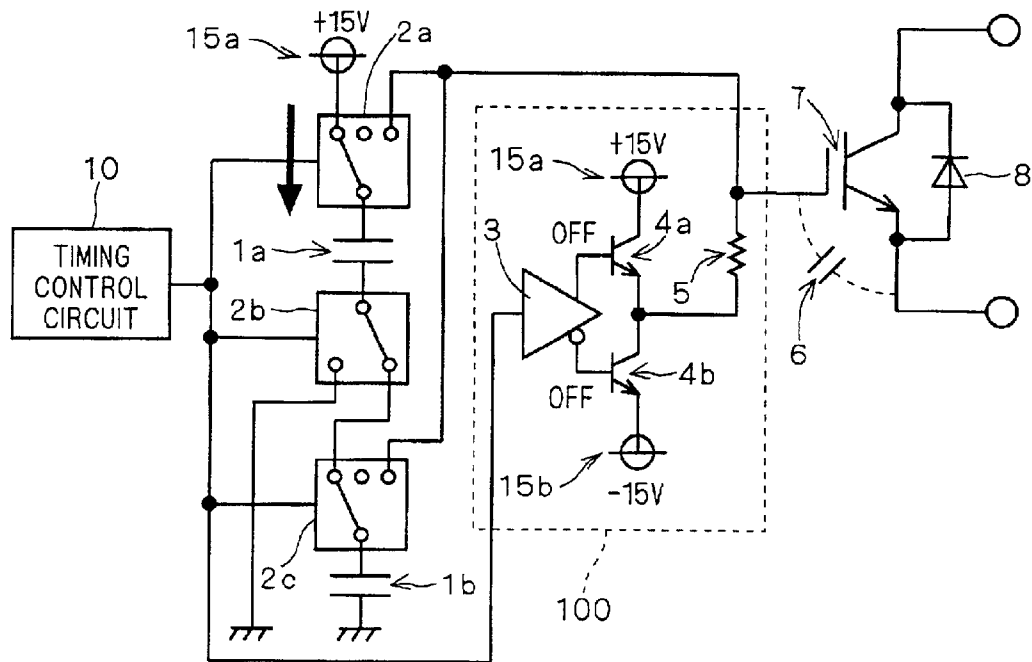 +15V
15a
2a
10
TIMING
CONTROL
CIRCUIT
1a
2b
2c
1b
15a
+15V
3
OFF
4a
5
OFF
4b
15b
-15V
100
7
8
6